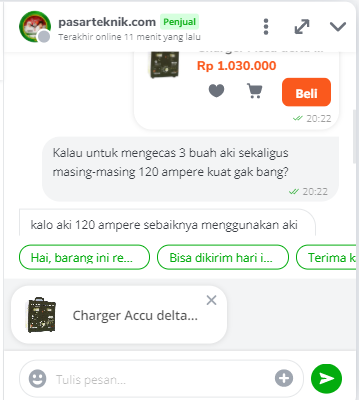 pasarteknik.com Penjual
Terakhir online 11 menit yang lalu
Rp 1.030.000
Beli
20:22
Kalau untuk mengecas 3 buah aki sekaligus
masing-masing 120 ampere kuat gak bang?
20:22
kalo aki 120 ampere sebaiknya menggunakan aki
Hai, barang ini re...
Bisa dikirim hari i...
Terima k
Charger Accu delta...
Tulis pesan...